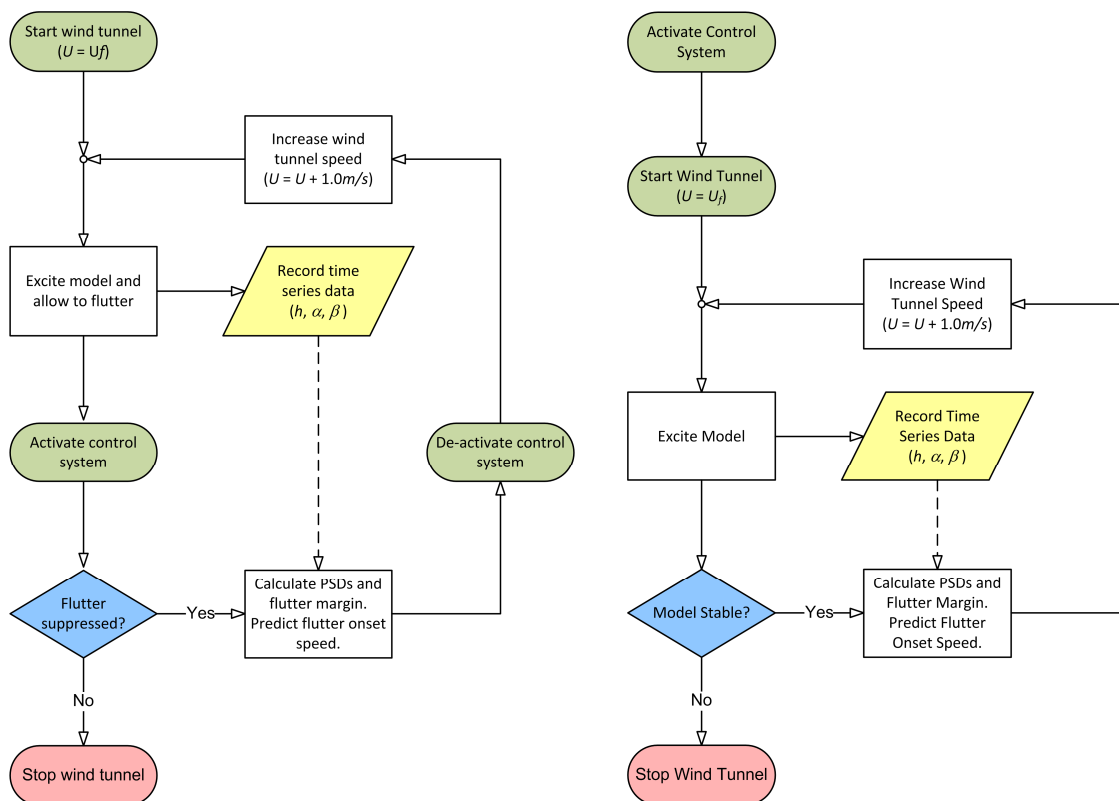 Start wind tunnel
(U = Uf)
Increase wind
tunnel speed
(U = U + 1.0m/s)
Excite model and
allow to flutter
Record time
series data
(h, α, β )
Activate control
system
De-activate control
system
Flutter
suppressed?
Yes
Calculate PSDs and
flutter margin.
Predict flutter onset
speed.
No
Stop wind tunnel
Activate Control
System
Start Wind Tunnel
(U = Uf)
Increase Wind
Tunnel Speed
(U = U + 1.0m/s)
Excite Model
Record Time
Series Data
(h, α, β )
Model Stable?
Yes
Calculate PSDs and
Flutter Margin.
Predict Flutter
Onset Speed.
No
Stop Wind Tunnel